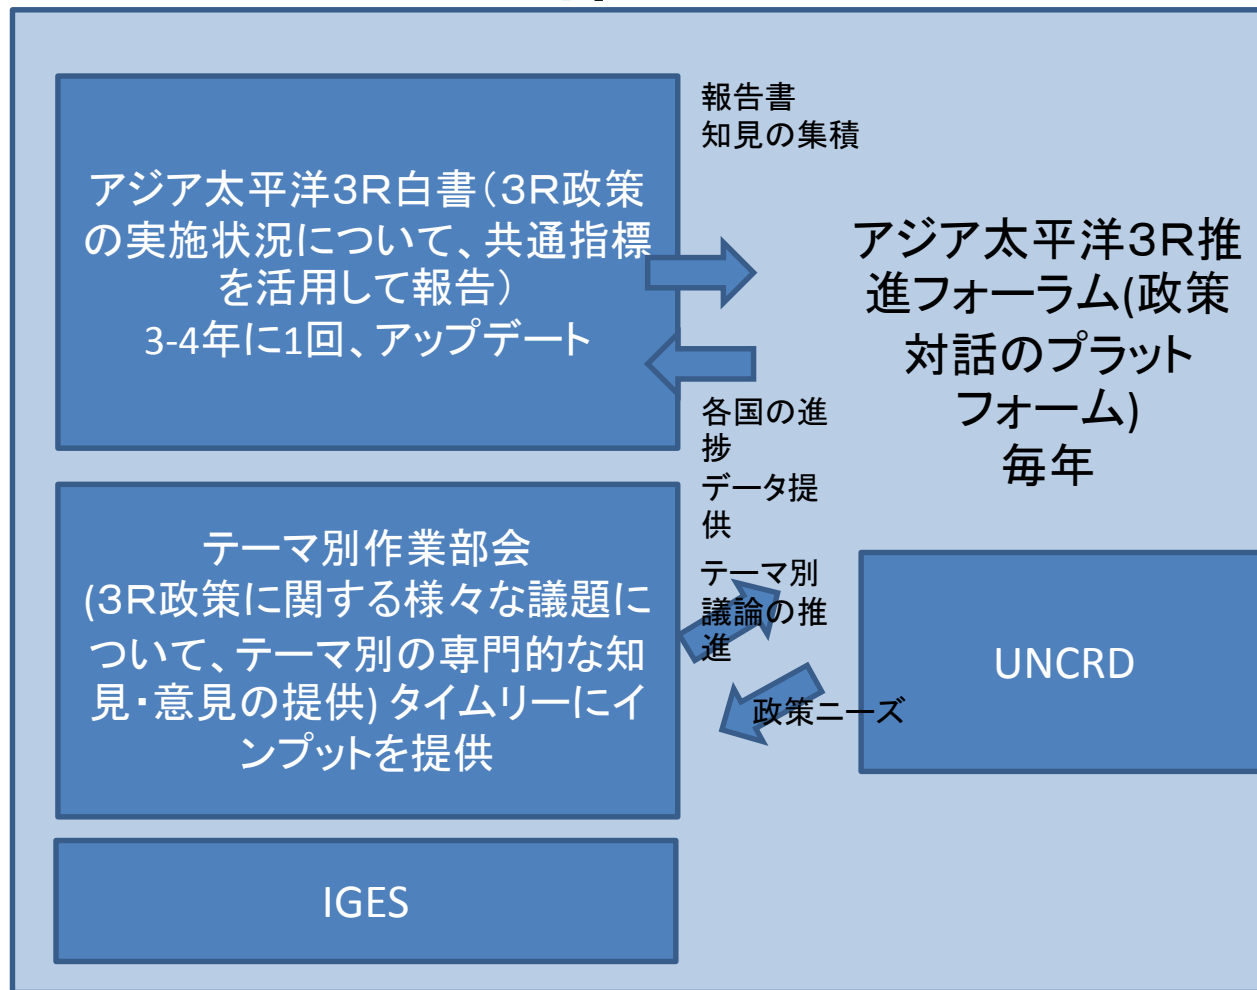 アジア太平洋３Ｒ白書（３Ｒ政策
の実施状況について、共通指標
を活用して報告）
3-4年に1回、アップデート
報告書
知見の集積
アジア太平洋３Ｒ推
進フォーラム(政策
対話のプラット
フォーム)
毎年
各国の進
捗
データ提
供
テーマ別作業部会
(３Ｒ政策に関する様々な議題に
ついて、テーマ別の専門的な知
見・意見の提供) タイムリーにイ
ンプットを提供
テーマ別
議論の推
進
政策ニーズ
UNCRD
IGES